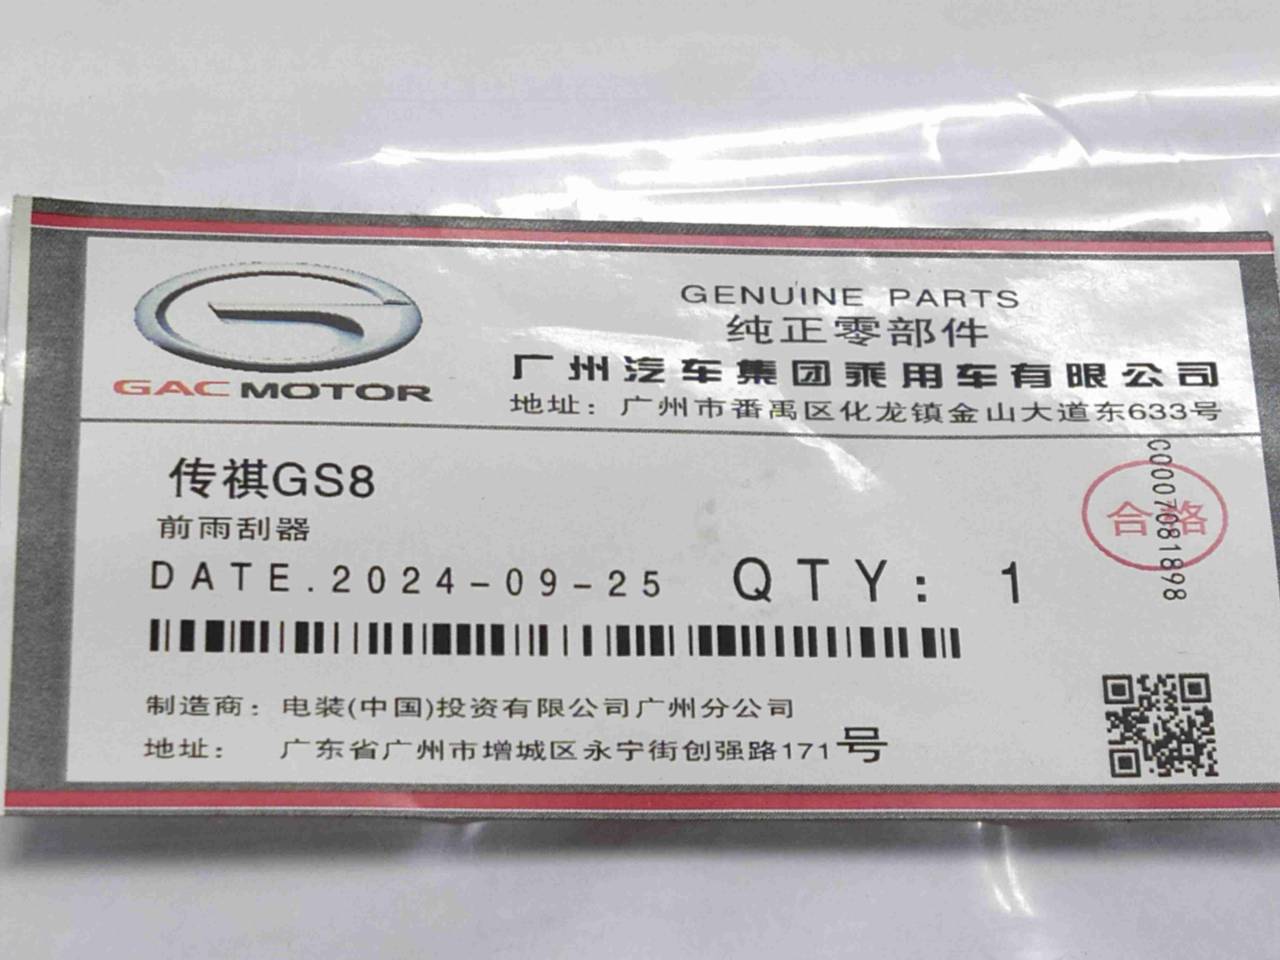 GENUINE PARTS
纯正零部件
GAC MOTOR
广州汽车集团乘用车有限公司
地址：广州市番禺区化龙镇金山大道东633号
传祺GS8
前雨刮器
合格
C0007081898
DATE.2024-09-25 QTY: 1
制造商：电装(中国)投资有限公司广州分公司
地址： 广东省广州市增城区永宁街创强路171号